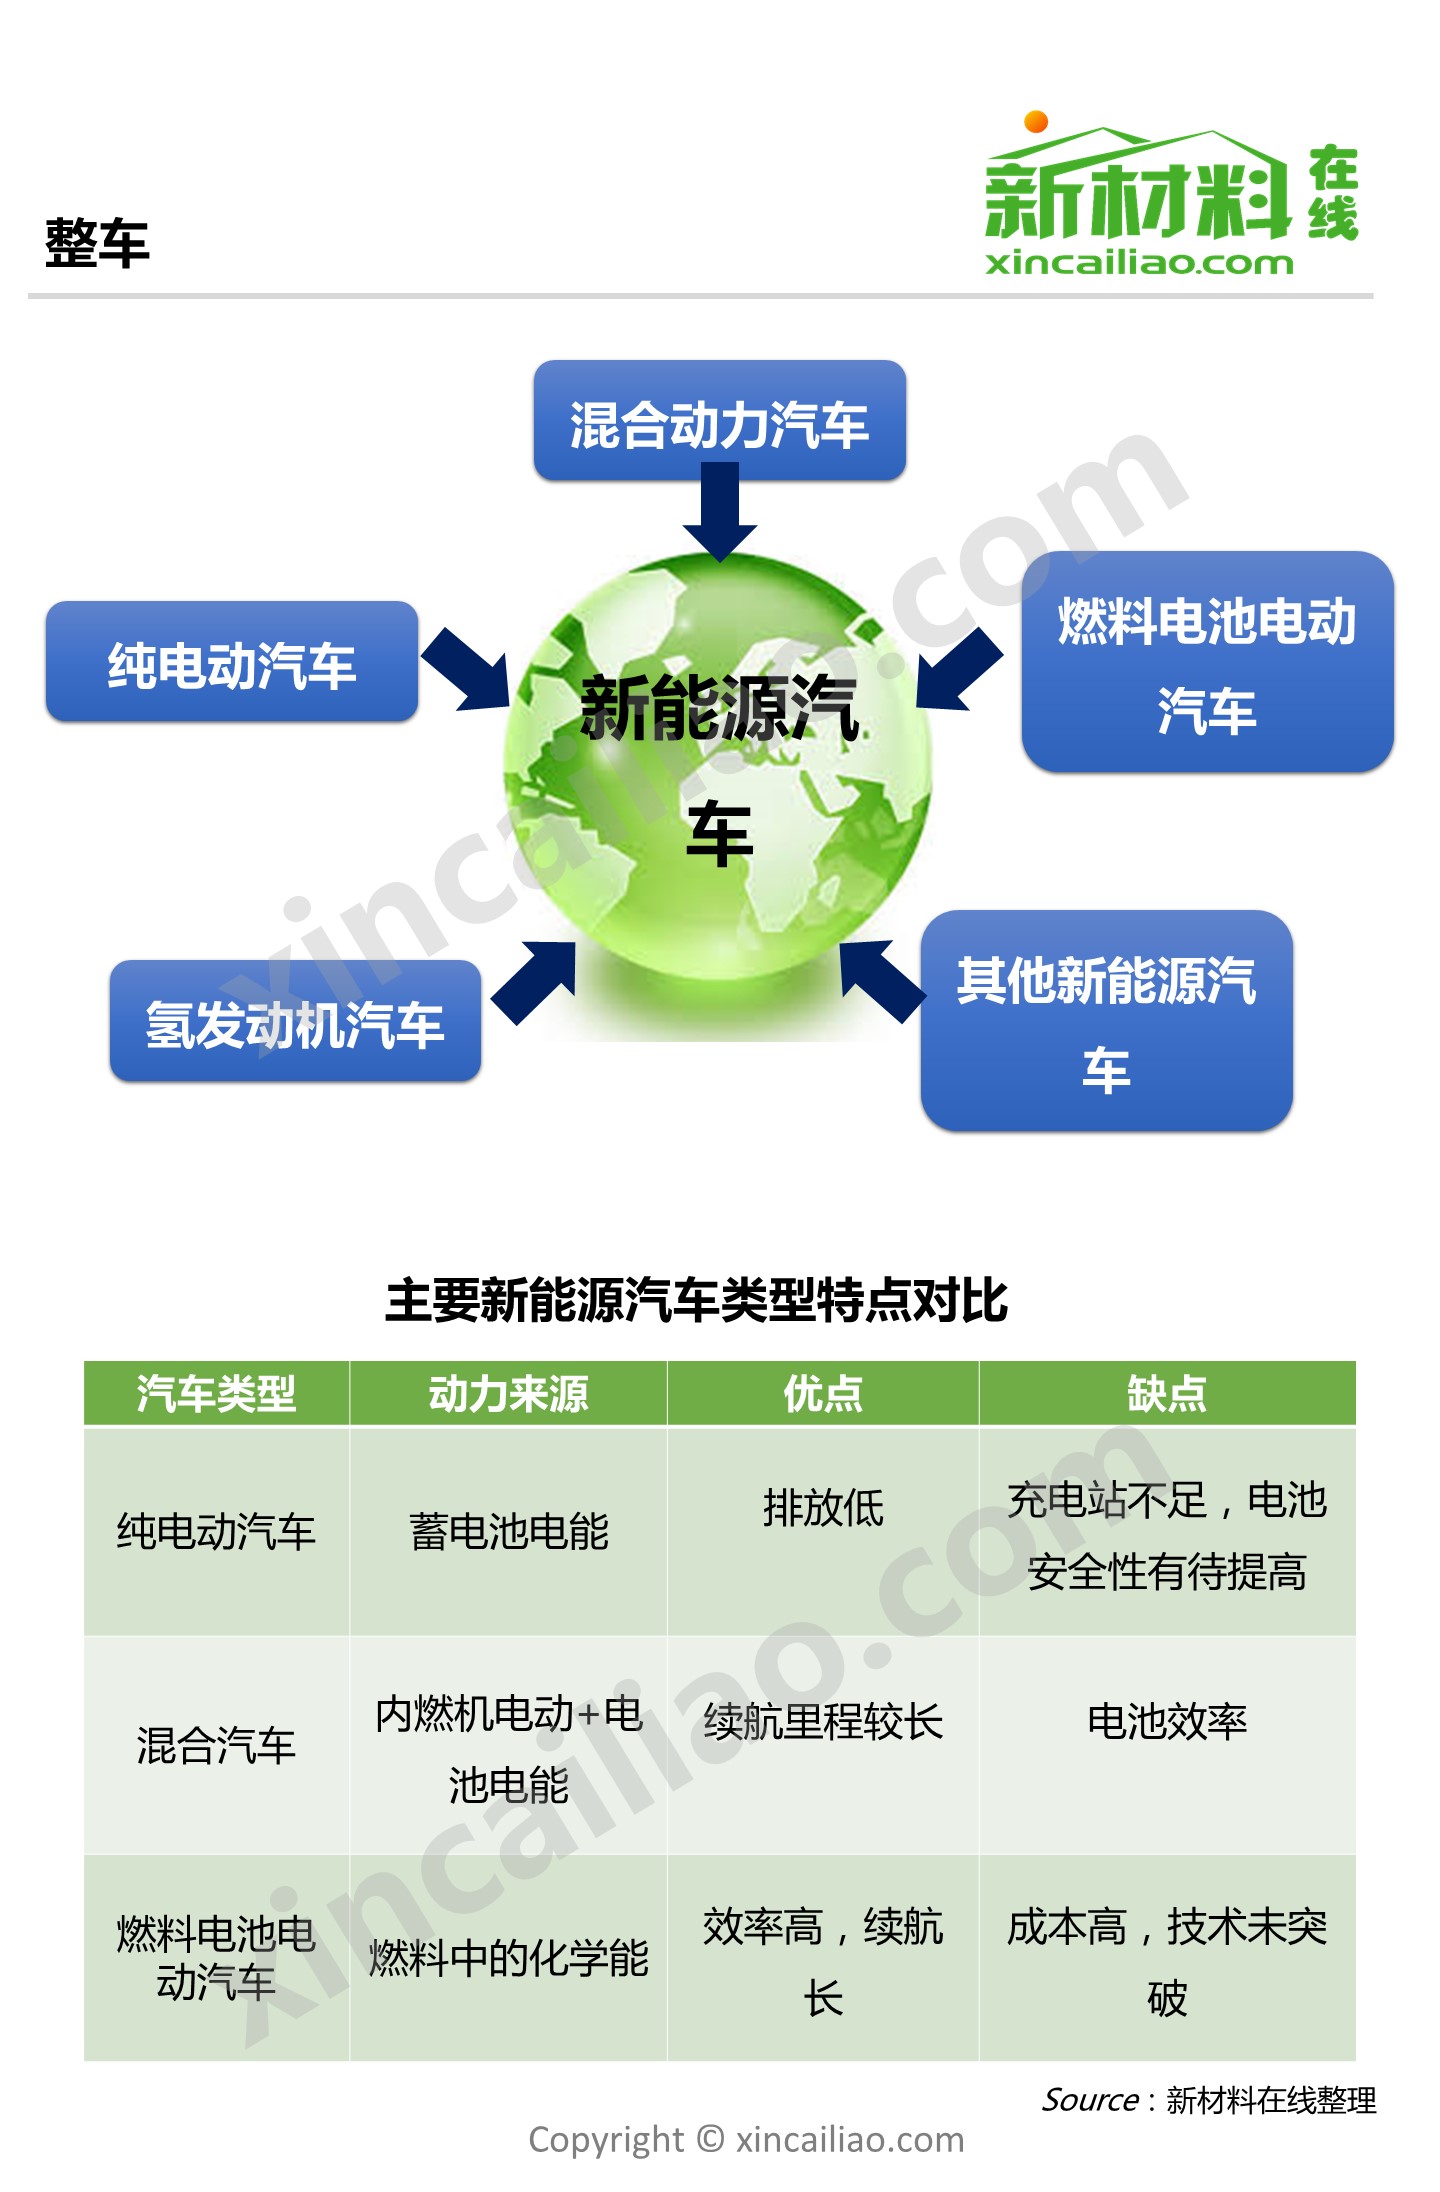 新材料在线
xincailiao.com
整车
混合动力汽车
纯电动汽车
燃料电池电动
汽车
新能源汽
车
氢发动机汽车
其他新能源汽
车
xincailiao.com
主要新能源汽车类型特点对比
汽车类型 动力来源 优点 缺点
纯电动汽车 蓄电池电能 排放低 充电站不足，电池
安全性有待提高
混合汽车 内燃机电动+电 续航里程较长 电池效率
池电能
燃料电池电 燃料中的化学能 效率高，续航 成本高，技术未突
动汽车 长 破
xincailiao.com
Source：新材料在线整理
Copyright © xincailiao.com